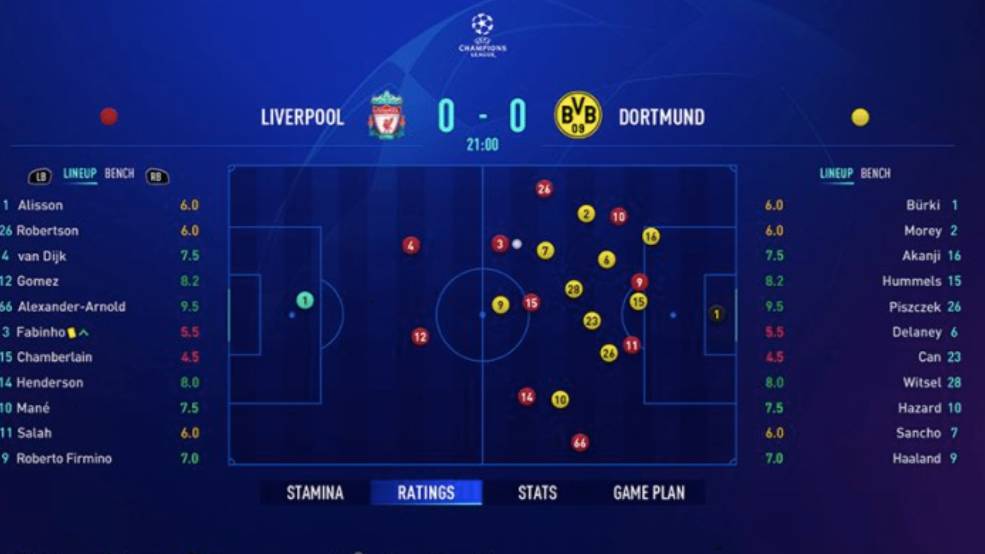 UEFA
CHAMPIONS
LEAGUE
LIVERPOOL 0 - 0 DORTMUND
BVB
09
21:00
LB LINEUP BENCH RB
LINEUP BENCH
1 Alisson 6.0
26 Robertson 6.0
4 van Dijk 7.5
12 Gomez 8.2
66 Alexander-Arnold 9.5
3 Fabinho 5.5
15 Chamberlain 4.5
14 Henderson 8.0
10 Mané 7.5
11 Salah 6.0
9 Roberto Firmino 7.0
26
2
10
16
4
3
7
6
9
28
1
9
15
15
1
23
12
11
26
14
10
66
6.0 Bürki 1
6.0 Morey 2
7.5 Akanji 16
8.2 Hummels 15
9.5 Piszczek 26
5.5 Delaney 6
4.5 Can 23
8.0 Witsel 28
7.5 Hazard 10
6.0 Sancho 7
7.0 Haaland 9
STAMINA RATINGS STATS GAME PLAN